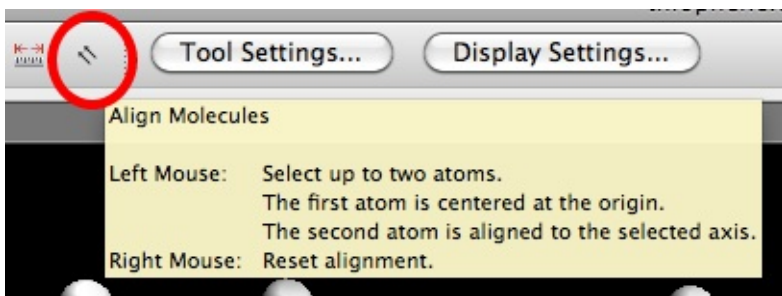 Tool Settings... Display Settings...
Align Molecules
Left Mouse: Select up to two atoms.
The first atom is centered at the origin.
The second atom is aligned to the selected axis.
Right Mouse: Reset alignment.